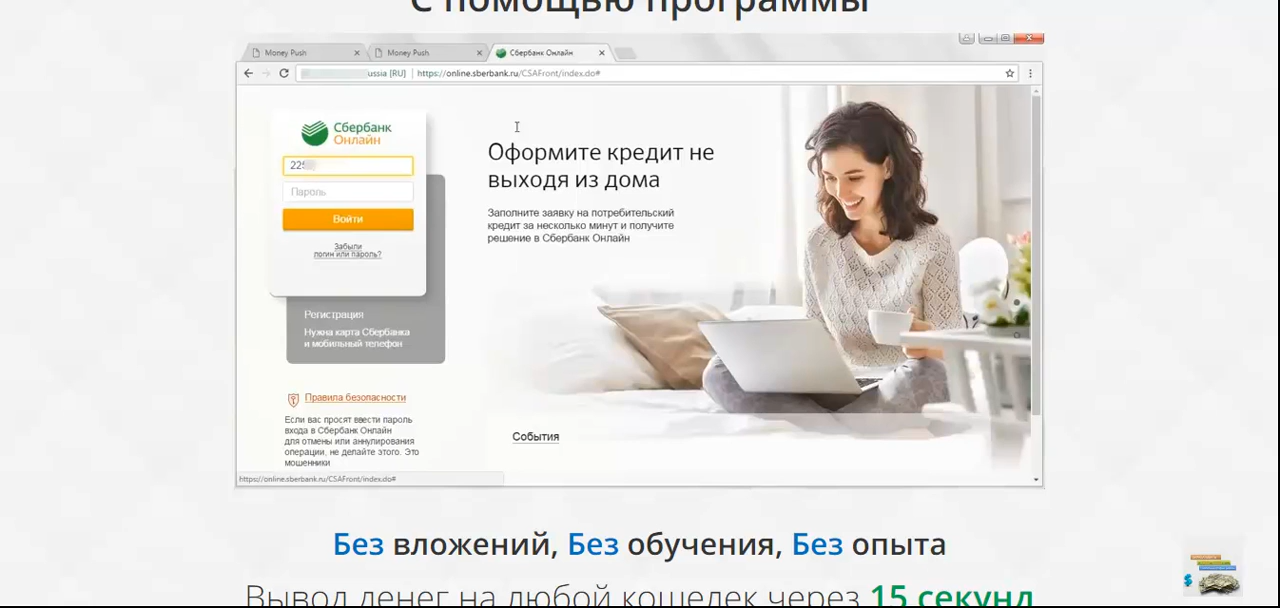 С помощью программы
Money Push
Money Push
Сбербанк Онлайн
ussia [RU]
https://online.sberbank.ru/CSAFront/index.do#
Сбербанк
Онлайн
Пароль
Войти
Забыли
логин или пароль?
Регистрация
Нужна карта Сбербанка
и мобильный телефон
Оформите кредит не
выходя из дома
Заполните заявку на потребительский
кредит за несколько минут и получите
решение в Сбербанк Онлайн
Правила безопасности
Если вас просят ввести пароль
входа в Сбербанк Онлайн
для отмены или аннулирования
операции, не делайте этого. Это
мошенники
События
https://online.sberbank.ru/CSAFront/index.do#
Без вложений, Без обучения, Без опыта
Вывод денег на любой кошелек через 15 секунд